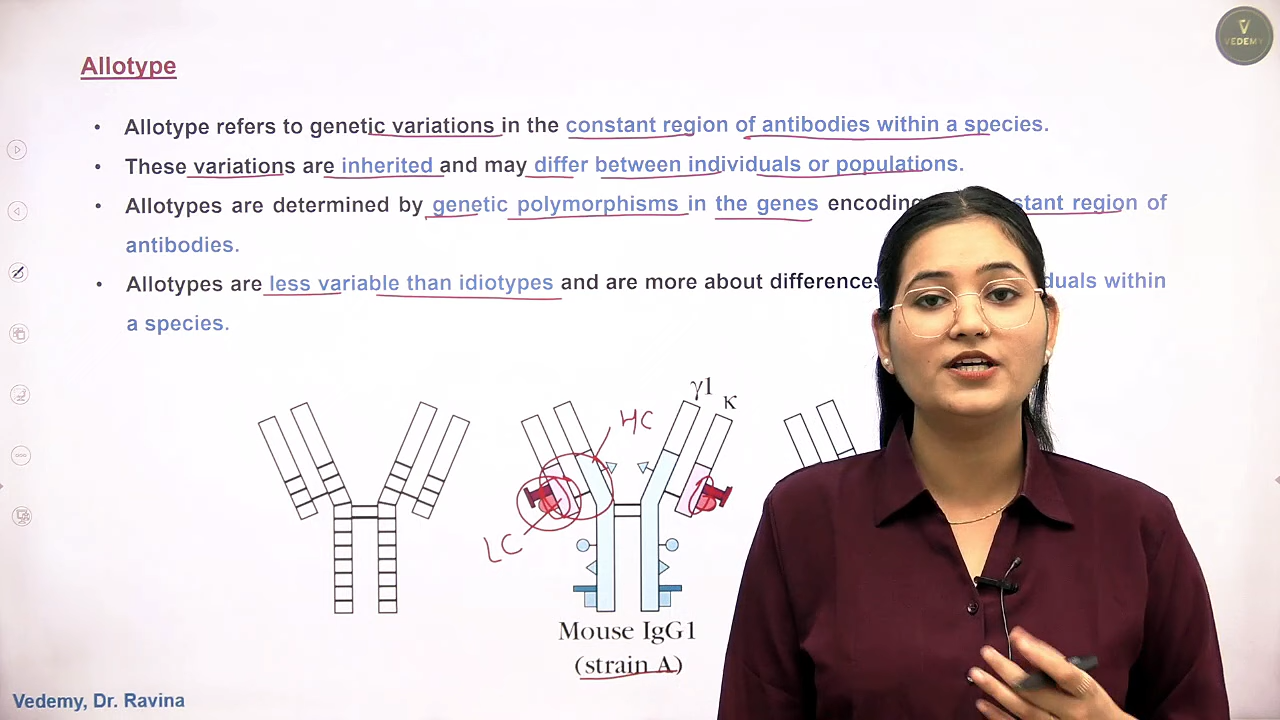 VEDEMY
Allotype
• Allotype refers to genetic variations in the constant region of antibodies within a species.
• These variations are inherited and may differ between individuals or populations.
• Allotypes are determined by genetic polymorphisms in the genes encoding stant region of
antibodies.
• Allotypes are less variable than idiotypes and are more about differences duals within
a species.
γ1
κ
HC
LC
Mouse IgG1
(strain A)
Vedemy, Dr. Ravina